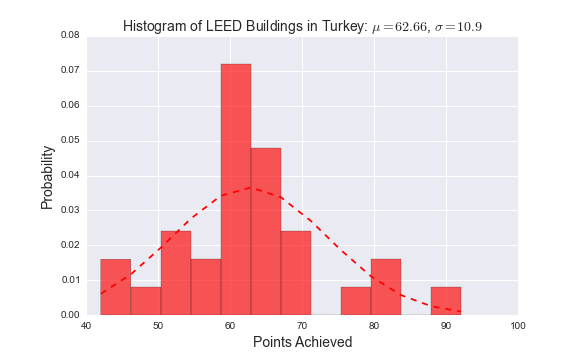 Histogram of LEED Buildings in Turkey: μ = 62.66, σ = 10.9
0.08
0.07
0.06
0.05
0.04
0.03
0.02
0.01
0.00
Probability
40 50 60 70 80 90 100
Points Achieved